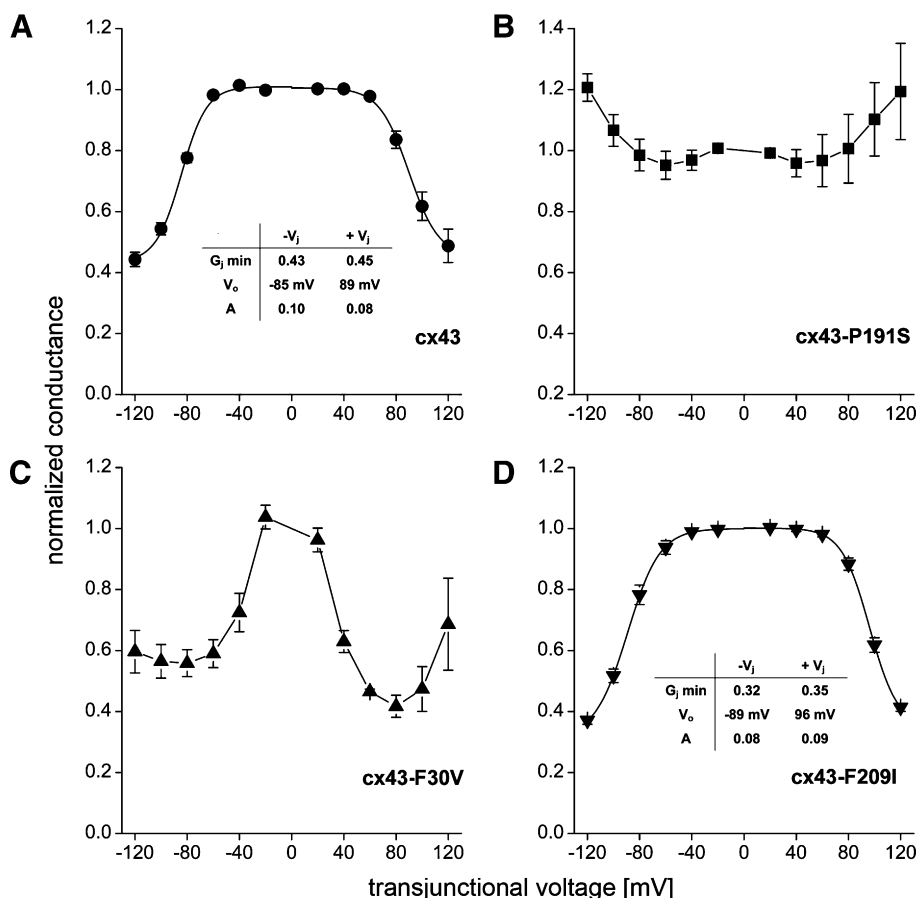 A
1.2
1.0
0.8
0.6
0.4
0.2
0.0
-Vj + Vj
Gj min 0.43 0.45
Vo -85 mV 89 mV
A 0.10 0.08
cx43
-120 -80 -40 0 40 80 120
B
1.4
1.2
1.0
0.8
0.6
0.4
0.2
cx43-P191S
-120 -80 -40 0 40 80 120
normalized conductance
C
1.2
1.0
0.8
0.6
0.4
0.2
0.0
cx43-F30V
-120 -80 -40 0 40 80 120
D
1.2
1.0
0.8
0.6
0.4
0.2
0.0
-Vj + Vj
Gj min 0.32 0.35
Vo -89 mV 96 mV
A 0.08 0.09
cx43-F209I
-120 -80 -40 0 40 80 120
transjunctional voltage [mV]